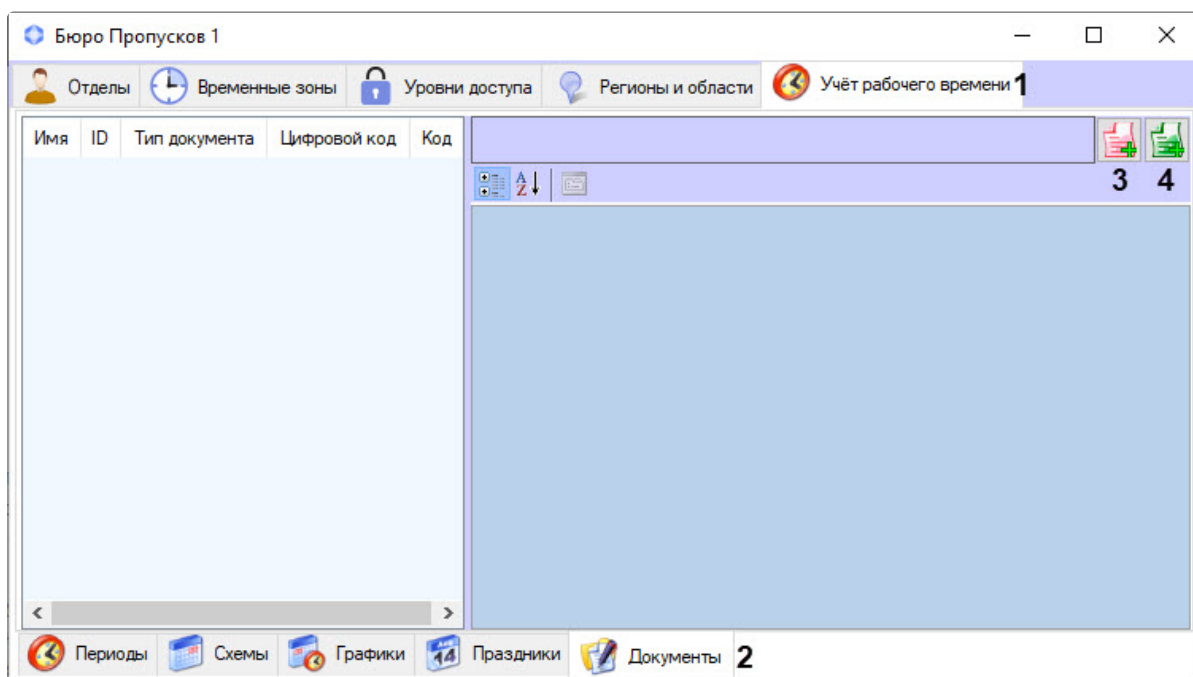 Бюро Пропусков 1
Отделы Временные зоны Уровни доступа Регионы и области Учёт рабочего времени 1
Имя ID Тип документа Цифровой код Код
3 4
Периоды Схемы Графики Праздники Документы 2